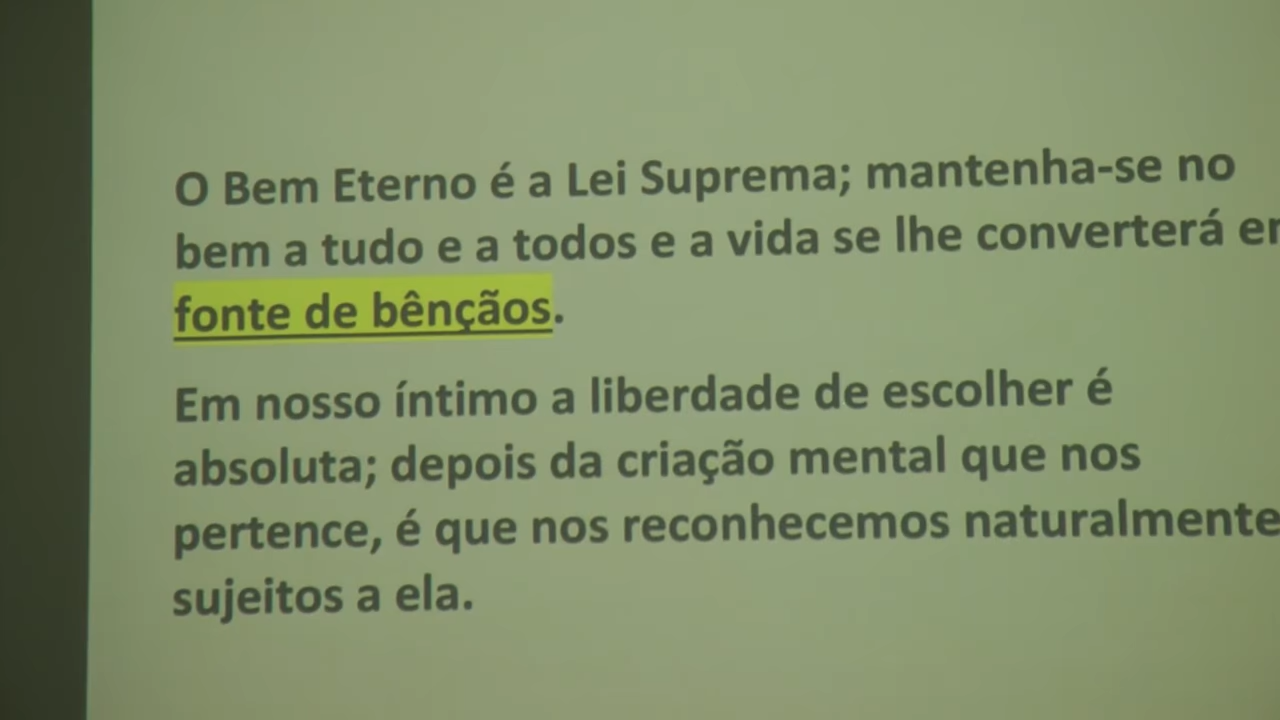 O Bem Eterno é a Lei Suprema; mantenha-se no
bem a tudo e a todos e a vida se lhe converterá
fonte de bênçãos.
Em nosso íntimo a liberdade de escolher é
absoluta; depois da criação mental que nos
pertence, é que nos reconhecemos naturalmente
sujeitos a ela.